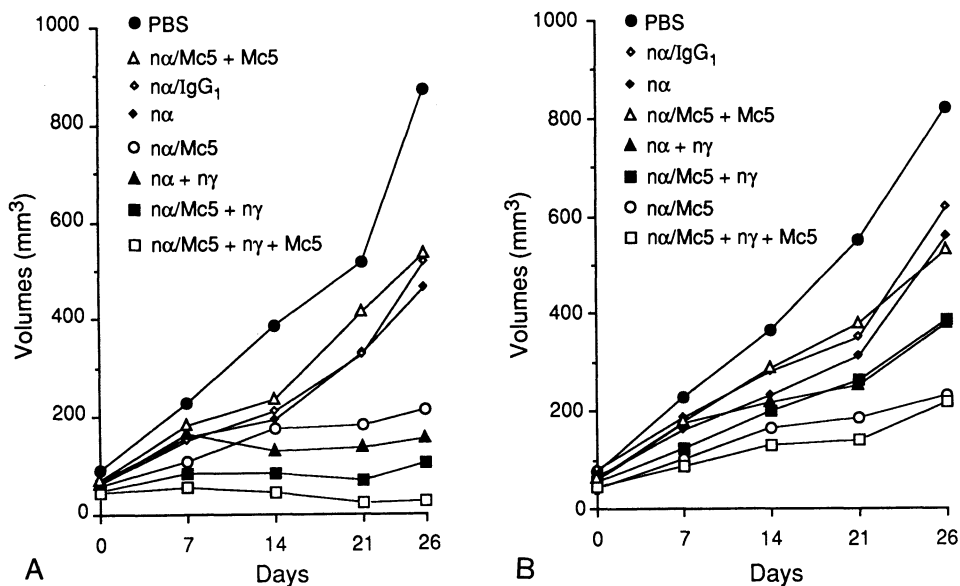 1000
800
600
400
200
0
Volumes (mm³)
PBS
nα/Mc5 + Mc5
nα/IgG₁
nα
nα/Mc5
nα + nγ
nα/Mc5 + nγ
nα/Mc5 + nγ + Mc5
0 7 14 21 26
Days
A
1000
800
600
400
200
0
Volumes (mm³)
PBS
nα/IgG₁
nα
nα/Mc5 + Mc5
nα + nγ
nα/Mc5 + nγ
nα/Mc5
nα/Mc5 + nγ + Mc5
0 7 14 21 26
Days
B